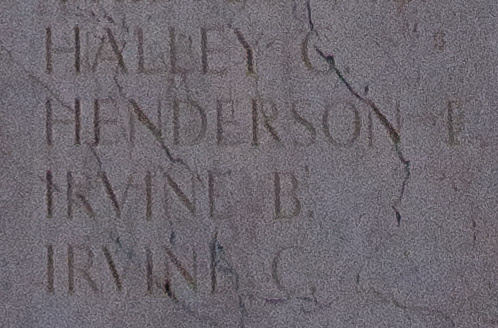 HALLEY C.
HENDERSON E.
IRVINE B.
IRVINE C.